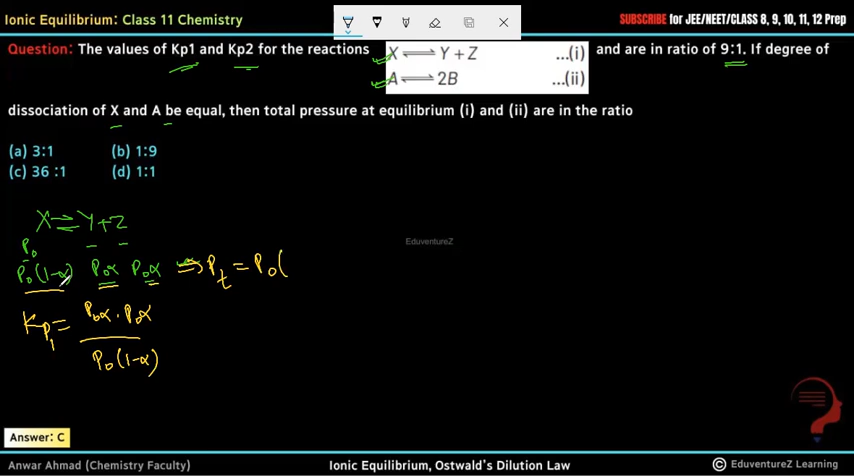 Ionic Equilibrium: Class 11 Chemistry
SUBSCRIBE for JEE/NEET/CLASS 8, 9, 10, 11, 12 Prep
Question: The values of Kp1 and Kp2 for the reactions X ⇌ Y + Z ...(i) and are in ratio of 9:1. If degree of
A ⇌ 2B ...(ii)
dissociation of X and A be equal, then total pressure at equilibrium (i) and (ii) are in the ratio
(a) 3:1 (b) 1:9
(c) 36 :1 (d) 1:1
X ⇌ Y + Z
P₀
P₀(1-α) P₀α P₀α ⇒ Pₜ = P₀(
EduventureZ
Kp₁ = P₀α · P₀α
P₀(1-α)
Answer: C
Anwar Ahmad (Chemistry Faculty) Ionic Equilibrium, Ostwald's Dilution Law © EduventureZ